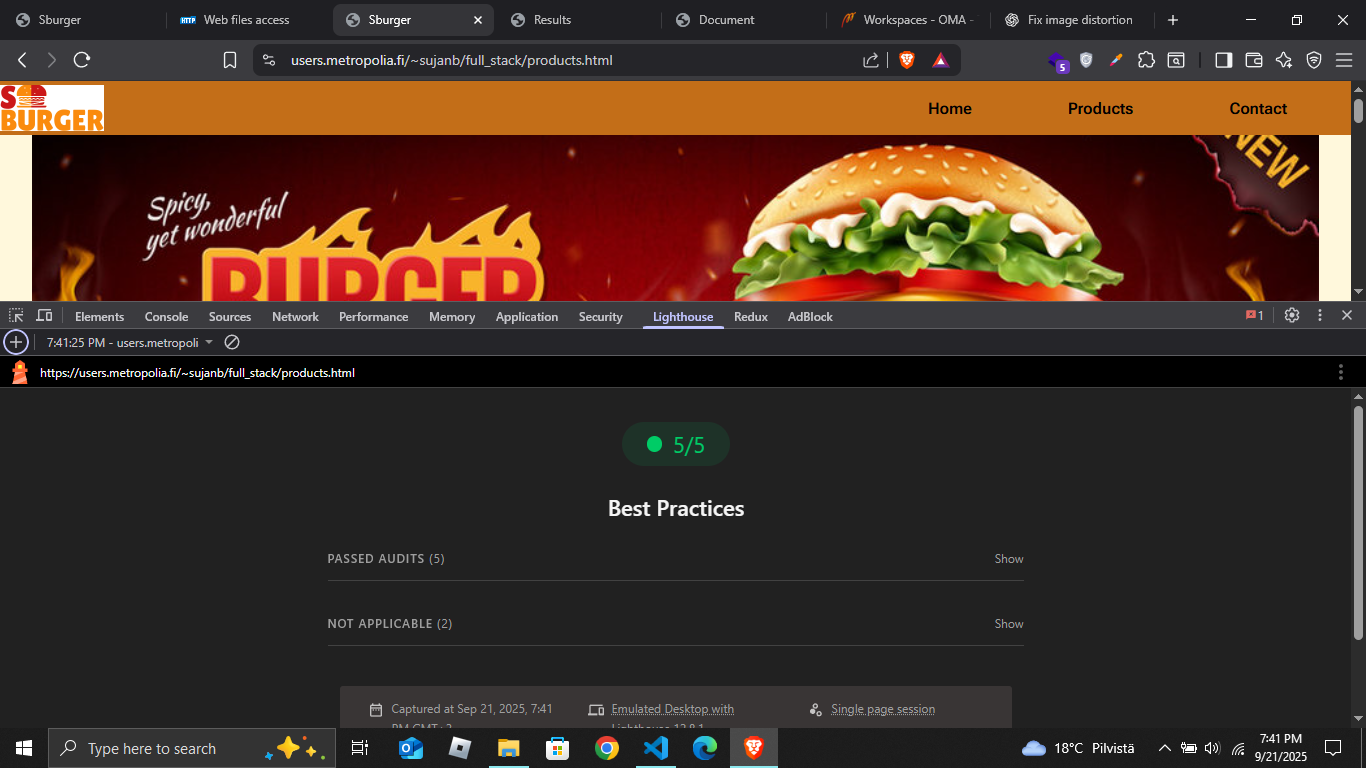 Sburger
Web files access
Sburger
Results
Document
Workspaces - OMA -
Fix image distortion
users.metropolia.fi/~sujanb/full_stack/products.html
5
S
BURGER
Home
Products
Contact
Spicy,
yet wonderful
BURGER
NEW
Elements
Console
Sources
Network
Performance
Memory
Application
Security
Lighthouse
Redux
AdBlock
1
7:41:25 PM - users.metropoli
https://users.metropolia.fi/~sujanb/full_stack/products.html
5/5
Best Practices
PASSED AUDITS (5)
Show
NOT APPLICABLE (2)
Show
Captured at Sep 21, 2025, 7:41
Emulated Desktop with
Single page session
Type here to search
18°C Pilvistä
7:41 PM
9/21/2025